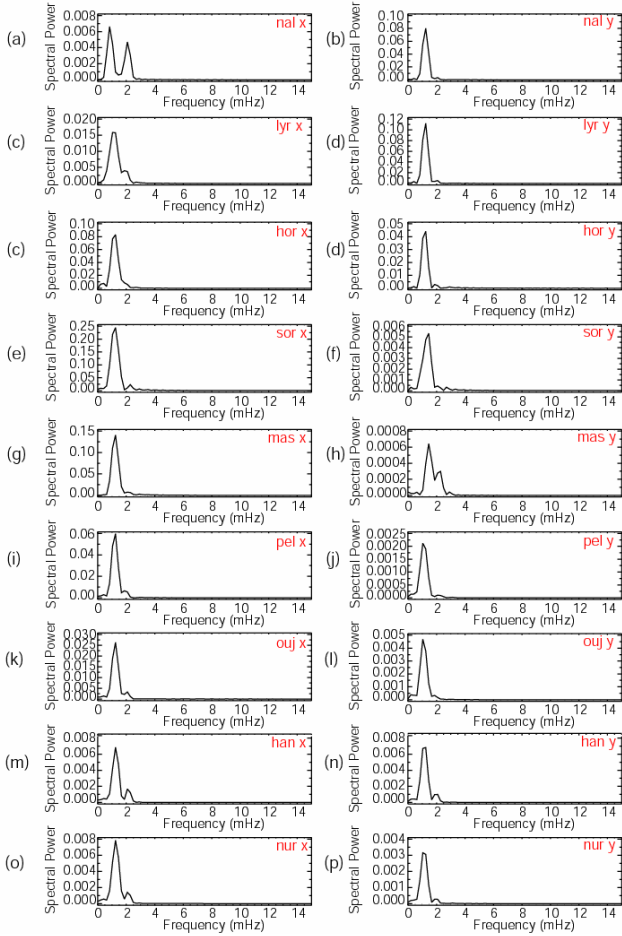 (a) Spectral Power 0.008 0.006 0.004 0.002 0.000 nal x
0 2 4 6 8 10 12 14
Frequency (mHz)
(b) Spectral Power 0.10 0.08 0.06 0.04 0.02 0.00 nal y
0 2 4 6 8 10 12 14
Frequency (mHz)
(c) Spectral Power 0.020 0.015 0.010 0.005 0.000 lyr x
0 2 4 6 8 10 12 14
Frequency (mHz)
(d) Spectral Power 0.12 0.10 0.08 0.06 0.04 0.02 0.00 lyr y
0 2 4 6 8 10 12 14
Frequency (mHz)
(c) Spectral Power 0.10 0.08 0.06 0.04 0.02 0.00 hor x
0 2 4 6 8 10 12 14
Frequency (mHz)
(d) Spectral Power 0.05 0.04 0.03 0.02 0.01 0.00 hor y
0 2 4 6 8 10 12 14
Frequency (mHz)
(e) Spectral Power 0.25 0.20 0.15 0.10 0.05 0.00 sor x
0 2 4 6 8 10 12 14
Frequency (mHz)
(f) Spectral Power 0.006 0.005 0.004 0.003 0.002 0.001 0.000 sor y
0 2 4 6 8 10 12 14
Frequency (mHz)
(g) Spectral Power 0.15 0.10 0.05 0.00 mas x
0 2 4 6 8 10 12 14
Frequency (mHz)
(h) Spectral Power 0.0008 0.0006 0.0004 0.0002 0.0000 mas y
0 2 4 6 8 10 12 14
Frequency (mHz)
(i) Spectral Power 0.06 0.04 0.02 0.00 pel x
0 2 4 6 8 10 12 14
Frequency (mHz)
(j) Spectral Power 0.0025 0.0020 0.0015 0.0010 0.0005 0.0000 pel y
0 2 4 6 8 10 12 14
Frequency (mHz)
(k) Spectral Power 0.030 0.025 0.020 0.015 0.010 0.005 0.000 ouj x
0 2 4 6 8 10 12 14
Frequency (mHz)
(l) Spectral Power 0.005 0.004 0.003 0.002 0.001 0.000 ouj y
0 2 4 6 8 10 12 14
Frequency (mHz)
(m) Spectral Power 0.008 0.006 0.004 0.002 0.000 han x
0 2 4 6 8 10 12 14
Frequency (mHz)
(n) Spectral Power 0.008 0.006 0.004 0.002 0.000 han y
0 2 4 6 8 10 12 14
Frequency (mHz)
(o) Spectral Power 0.008 0.006 0.004 0.002 0.000 nur x
0 2 4 6 8 10 12 14
Frequency (mHz)
(p) Spectral Power 0.004 0.003 0.002 0.001 0.000 nur y
0 2 4 6 8 10 12 14
Frequency (mHz)